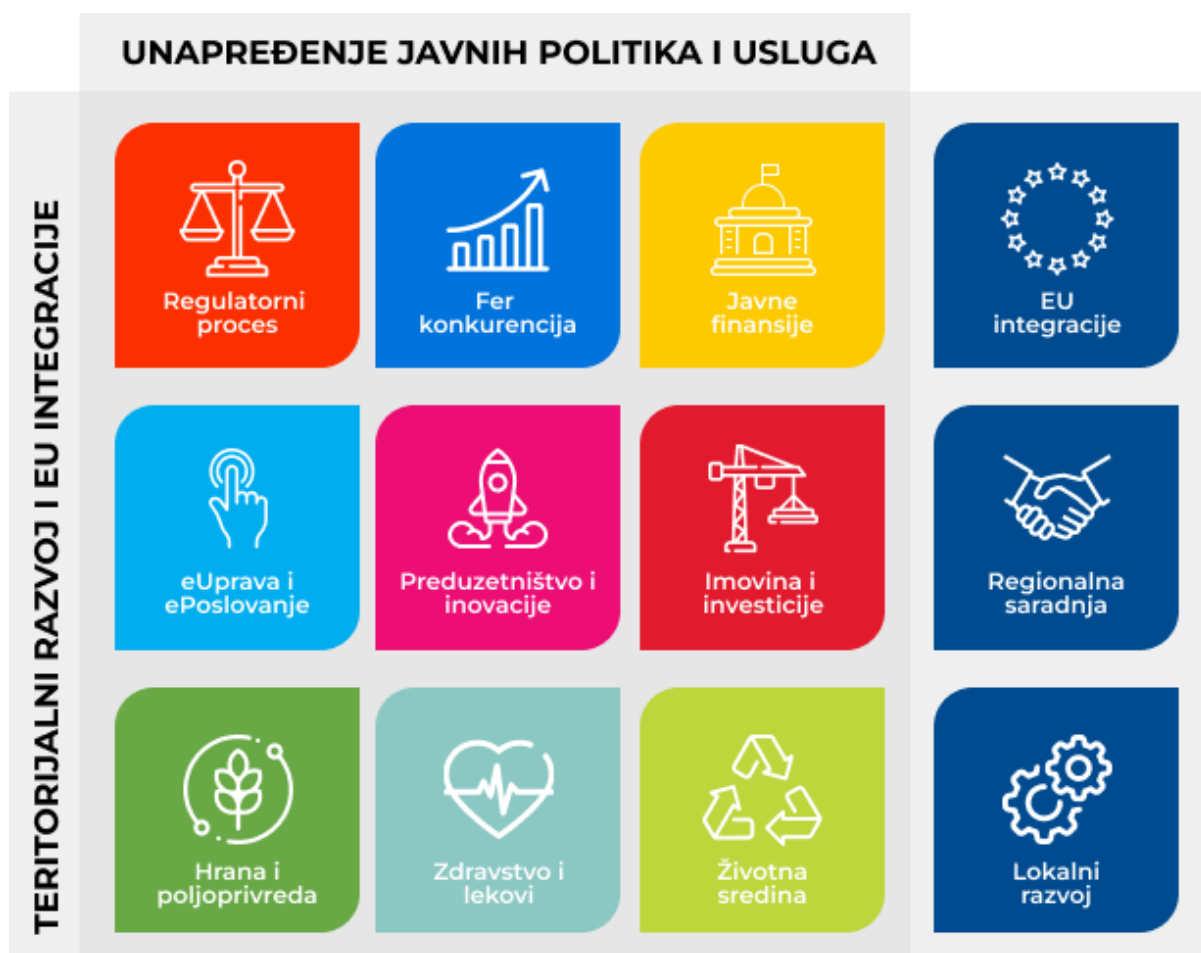 UNAPREĐENJE JAVNIH POLITIKA I USLUGA
TERITORIJALNI RAZVOJ I EU INTEGRACIJE
Regulatorni
proces
Fer
konkurencija
Javne
finansije
EU
integracije
eUprava i
ePoslovanje
Preduzetništvo i
inovacije
Imovina i
investicije
Regionalna
saradnja
Hrana i
poljoprivreda
Zdravstvo i
lekovi
Životna
sredina
Lokalni
razvoj